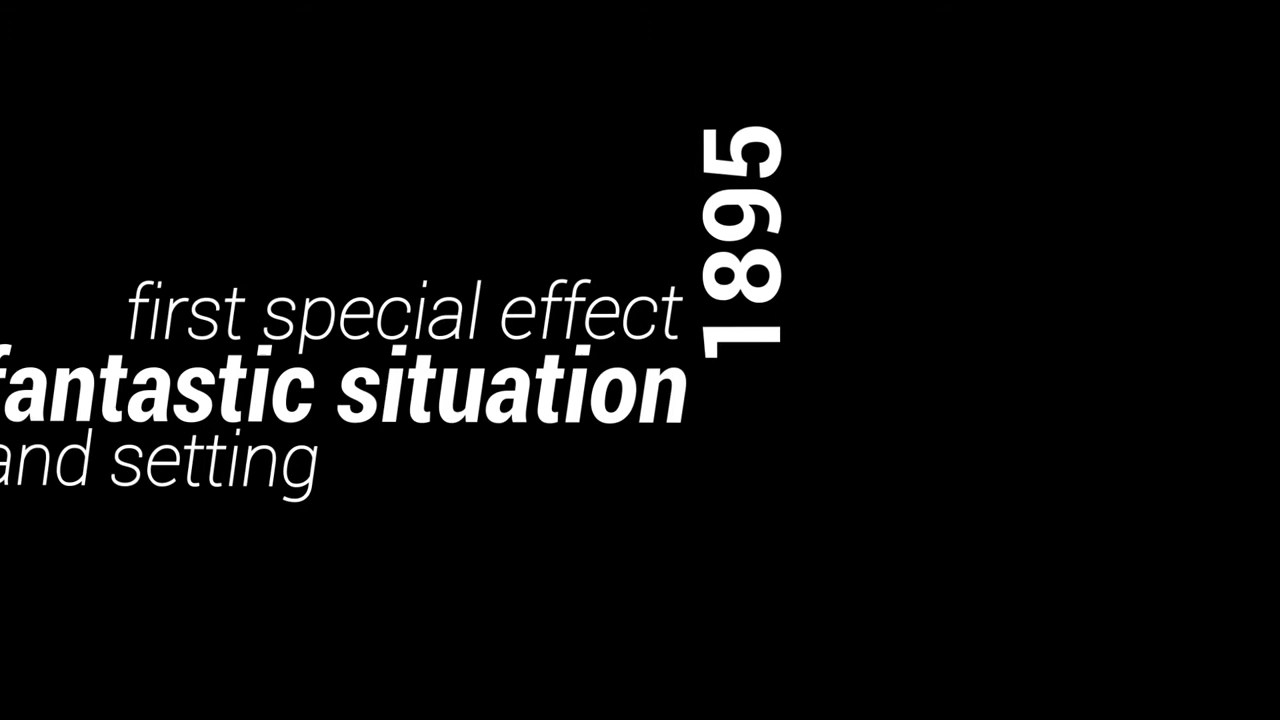 first special effect
fantastic situation
and setting
1895